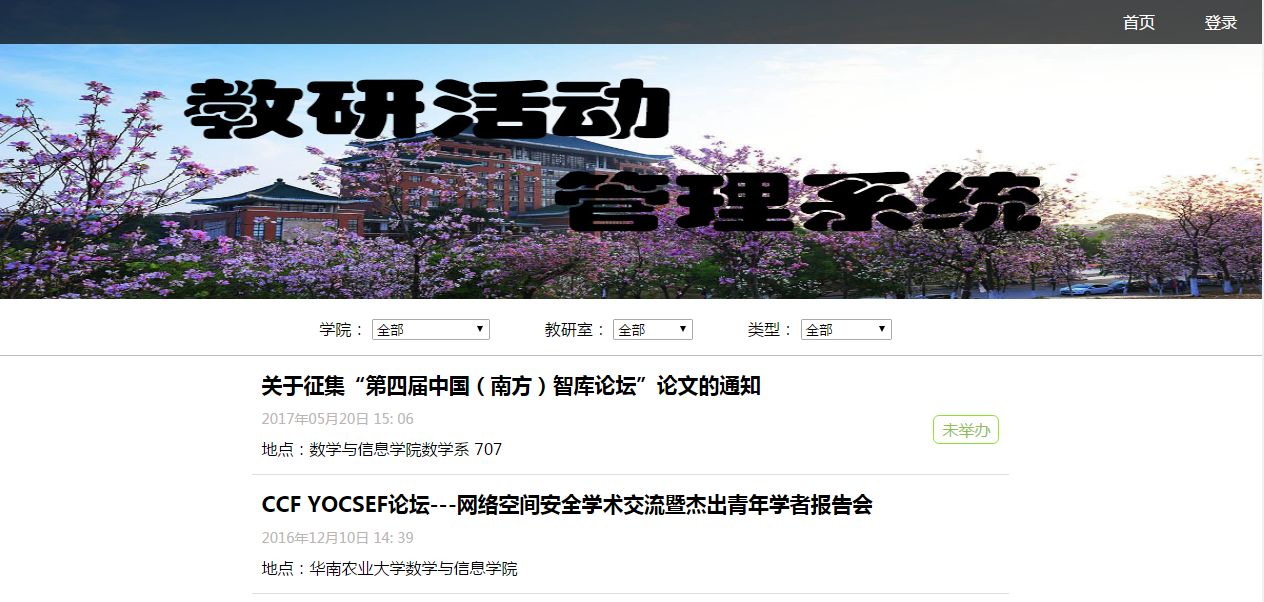 首页 登录
教研活动
管理系统
学院： 全部 教研室： 全部 类型： 全部
关于征集“第四届中国（南方）智库论坛”论文的通知
2017年05月20日 15: 06
未举办
地点：数学与信息学院数学系 707
CCF YOCSEF论坛---网络空间安全学术交流暨杰出青年学者报告会
2016年12月10日 14: 39
地点：华南农业大学数学与信息学院